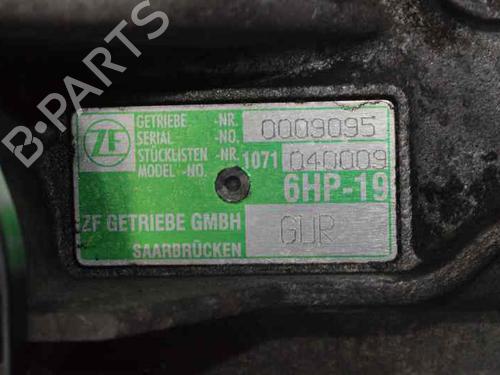 B-PARTS
ZF
GETRIEBE -NR. 0009095
SERIAL -NO.
STÜCKLISTEN -NR. 1071 040009
MODEL -NO.
6HP-19
ZF GETRIEBE GMBH GUR
SAARBRÜCKEN